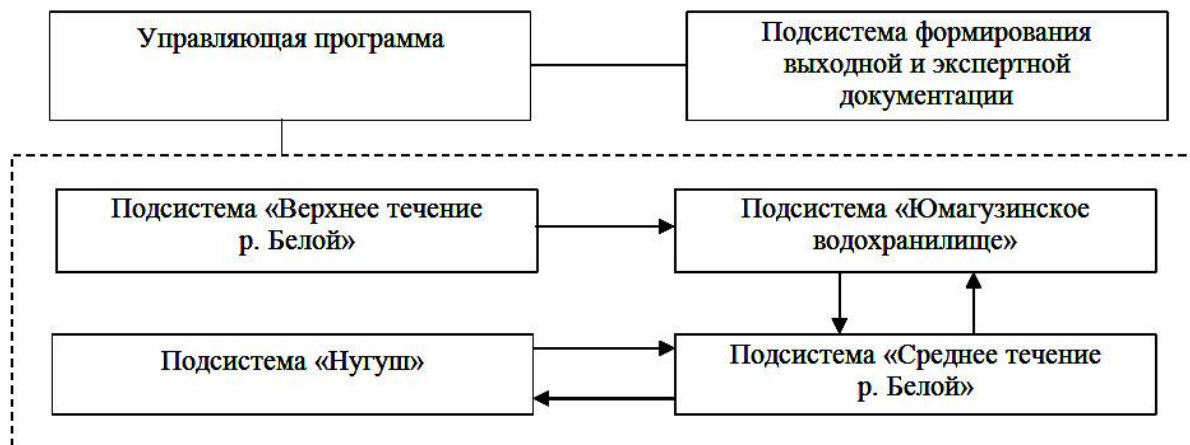 Управляющая программа
Подсистема формирования
выходной и экспертной
документации
Подсистема «Верхнее течение
р. Белой»
Подсистема «Юмагузинское
водохранилище»
Подсистема «Нугуш»
Подсистема «Среднее течение
р. Белой»